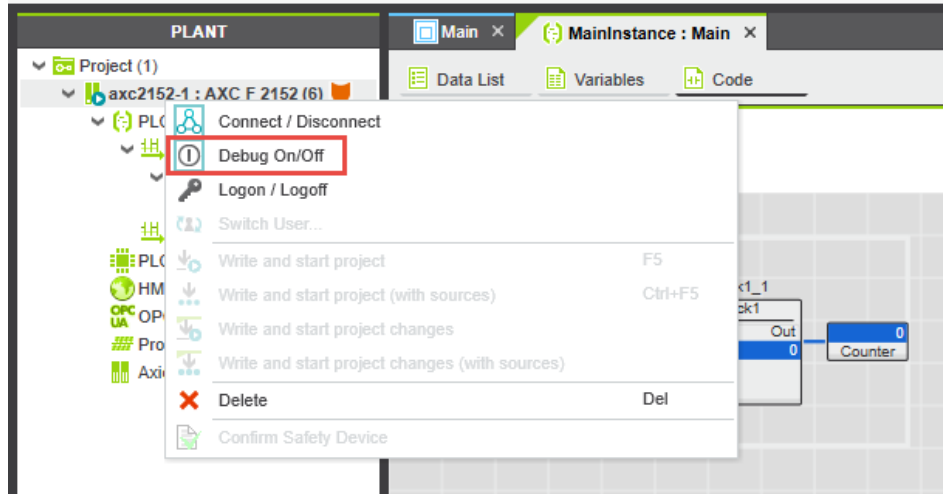 PLANT
Main
MainInstance : Main
Project (1)
Data List
Variables
Code
axc2152-1 : AXC F 2152 (6)
Connect / Disconnect
Debug On/Off
Logon / Logoff
Switch User...
Write and start project F5
Write and start project (with sources) Ctrl+F5
Write and start project changes
Write and start project changes (with sources)
Delete Del
Confirm Safety Device
PLC
HM
OPC UA
OP
Pro
Axi
k1_1
ck1
Out
0
0
Counter